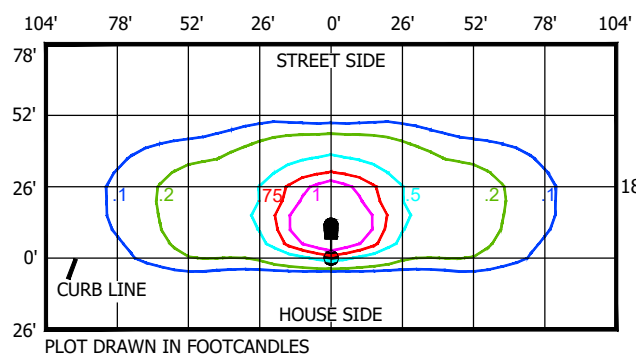 104' 78' 52' 26' 0' 26' 52' 78' 104'
78'
STREET SIDE
52'
26'
18
.1 .2 .75 1 .5 .2 .1
0'
CURB LINE
HOUSE SIDE
26'
PLOT DRAWN IN FOOTCANDLES